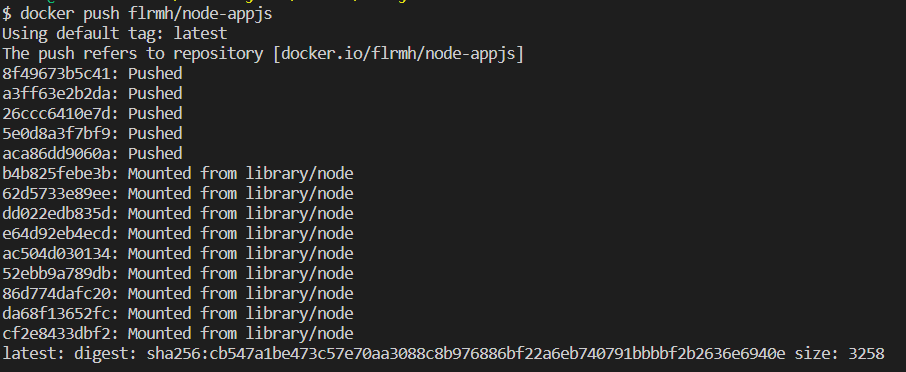 $ docker push flrmh/node-appjs
Using default tag: latest
The push refers to repository [docker.io/flrmh/node-appjs]
8f49673b5c41: Pushed
a3ff63e2b2da: Pushed
26ccc6410e7d: Pushed
5e0d8a3f7bf9: Pushed
aca86dd9060a: Pushed
b4b825febe3b: Mounted from library/node
62d5733e89ee: Mounted from library/node
dd022edb835d: Mounted from library/node
e64d92eb4ecd: Mounted from library/node
ac504d030134: Mounted from library/node
52ebb9a789db: Mounted from library/node
86d774dafc20: Mounted from library/node
da68f13652fc: Mounted from library/node
cf2e8433dbf2: Mounted from library/node
latest: digest: sha256:cb547a1be473c57e70aa3088c8b976886bf22a6eb740791bbbbf2b2636e6940e size: 3258